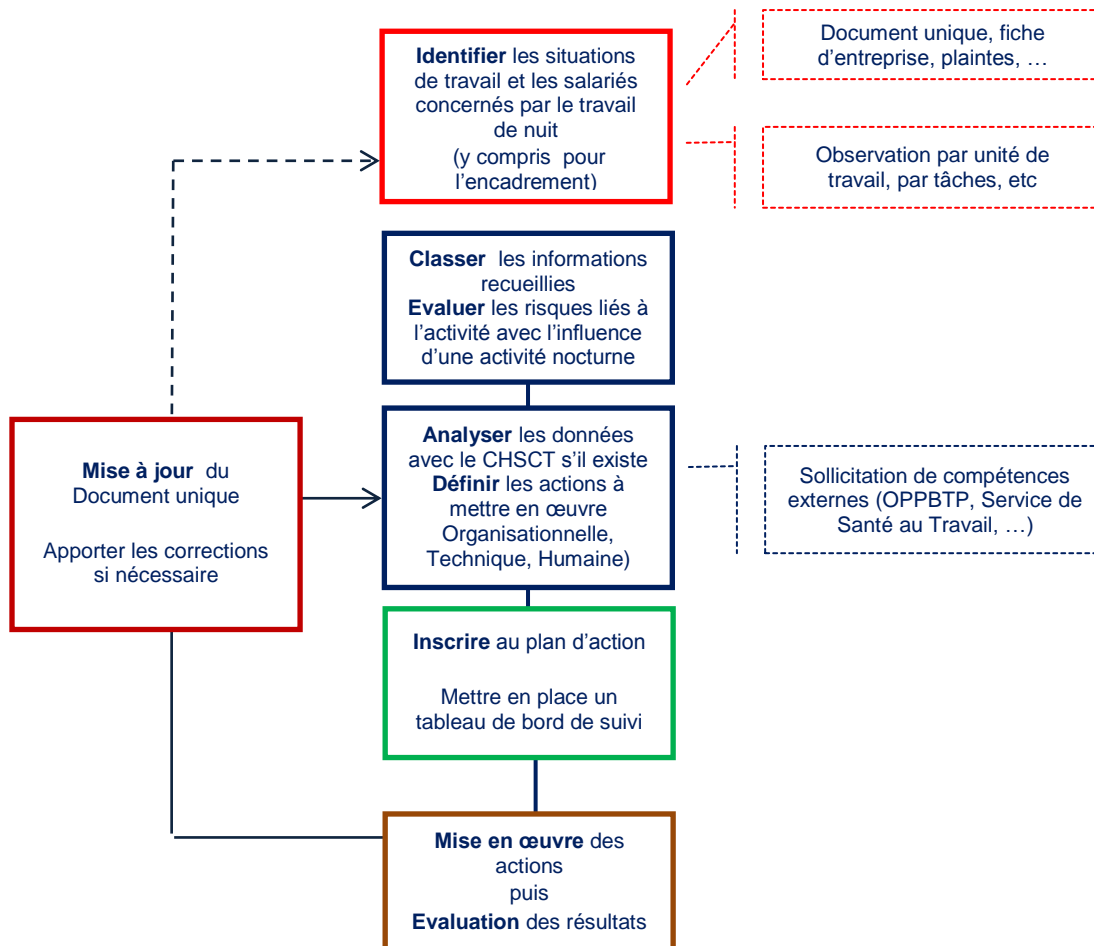 Identifier les situations
de travail et les salariés
concernés par le travail
de nuit
(y compris pour
l'encadrement)
Document unique, fiche
d'entreprise, plaintes, …
Observation par unité de
travail, par tâches, etc
Classer les informations
recueillies
Evaluer les risques liés à
l'activité avec l'influence
d'une activité nocturne
Mise à jour du
Document unique
Apporter les corrections
si nécessaire
Analyser les données
avec le CHSCT s'il existe
Définir les actions à
mettre en œuvre
Organisationnelle,
Technique, Humaine)
Sollicitation de compétences
externes (OPPBTP, Service de
Santé au Travail, …)
Inscrire au plan d'action
Mettre en place un
tableau de bord de suivi
Mise en œuvre des
actions
puis
Evaluation des résultats